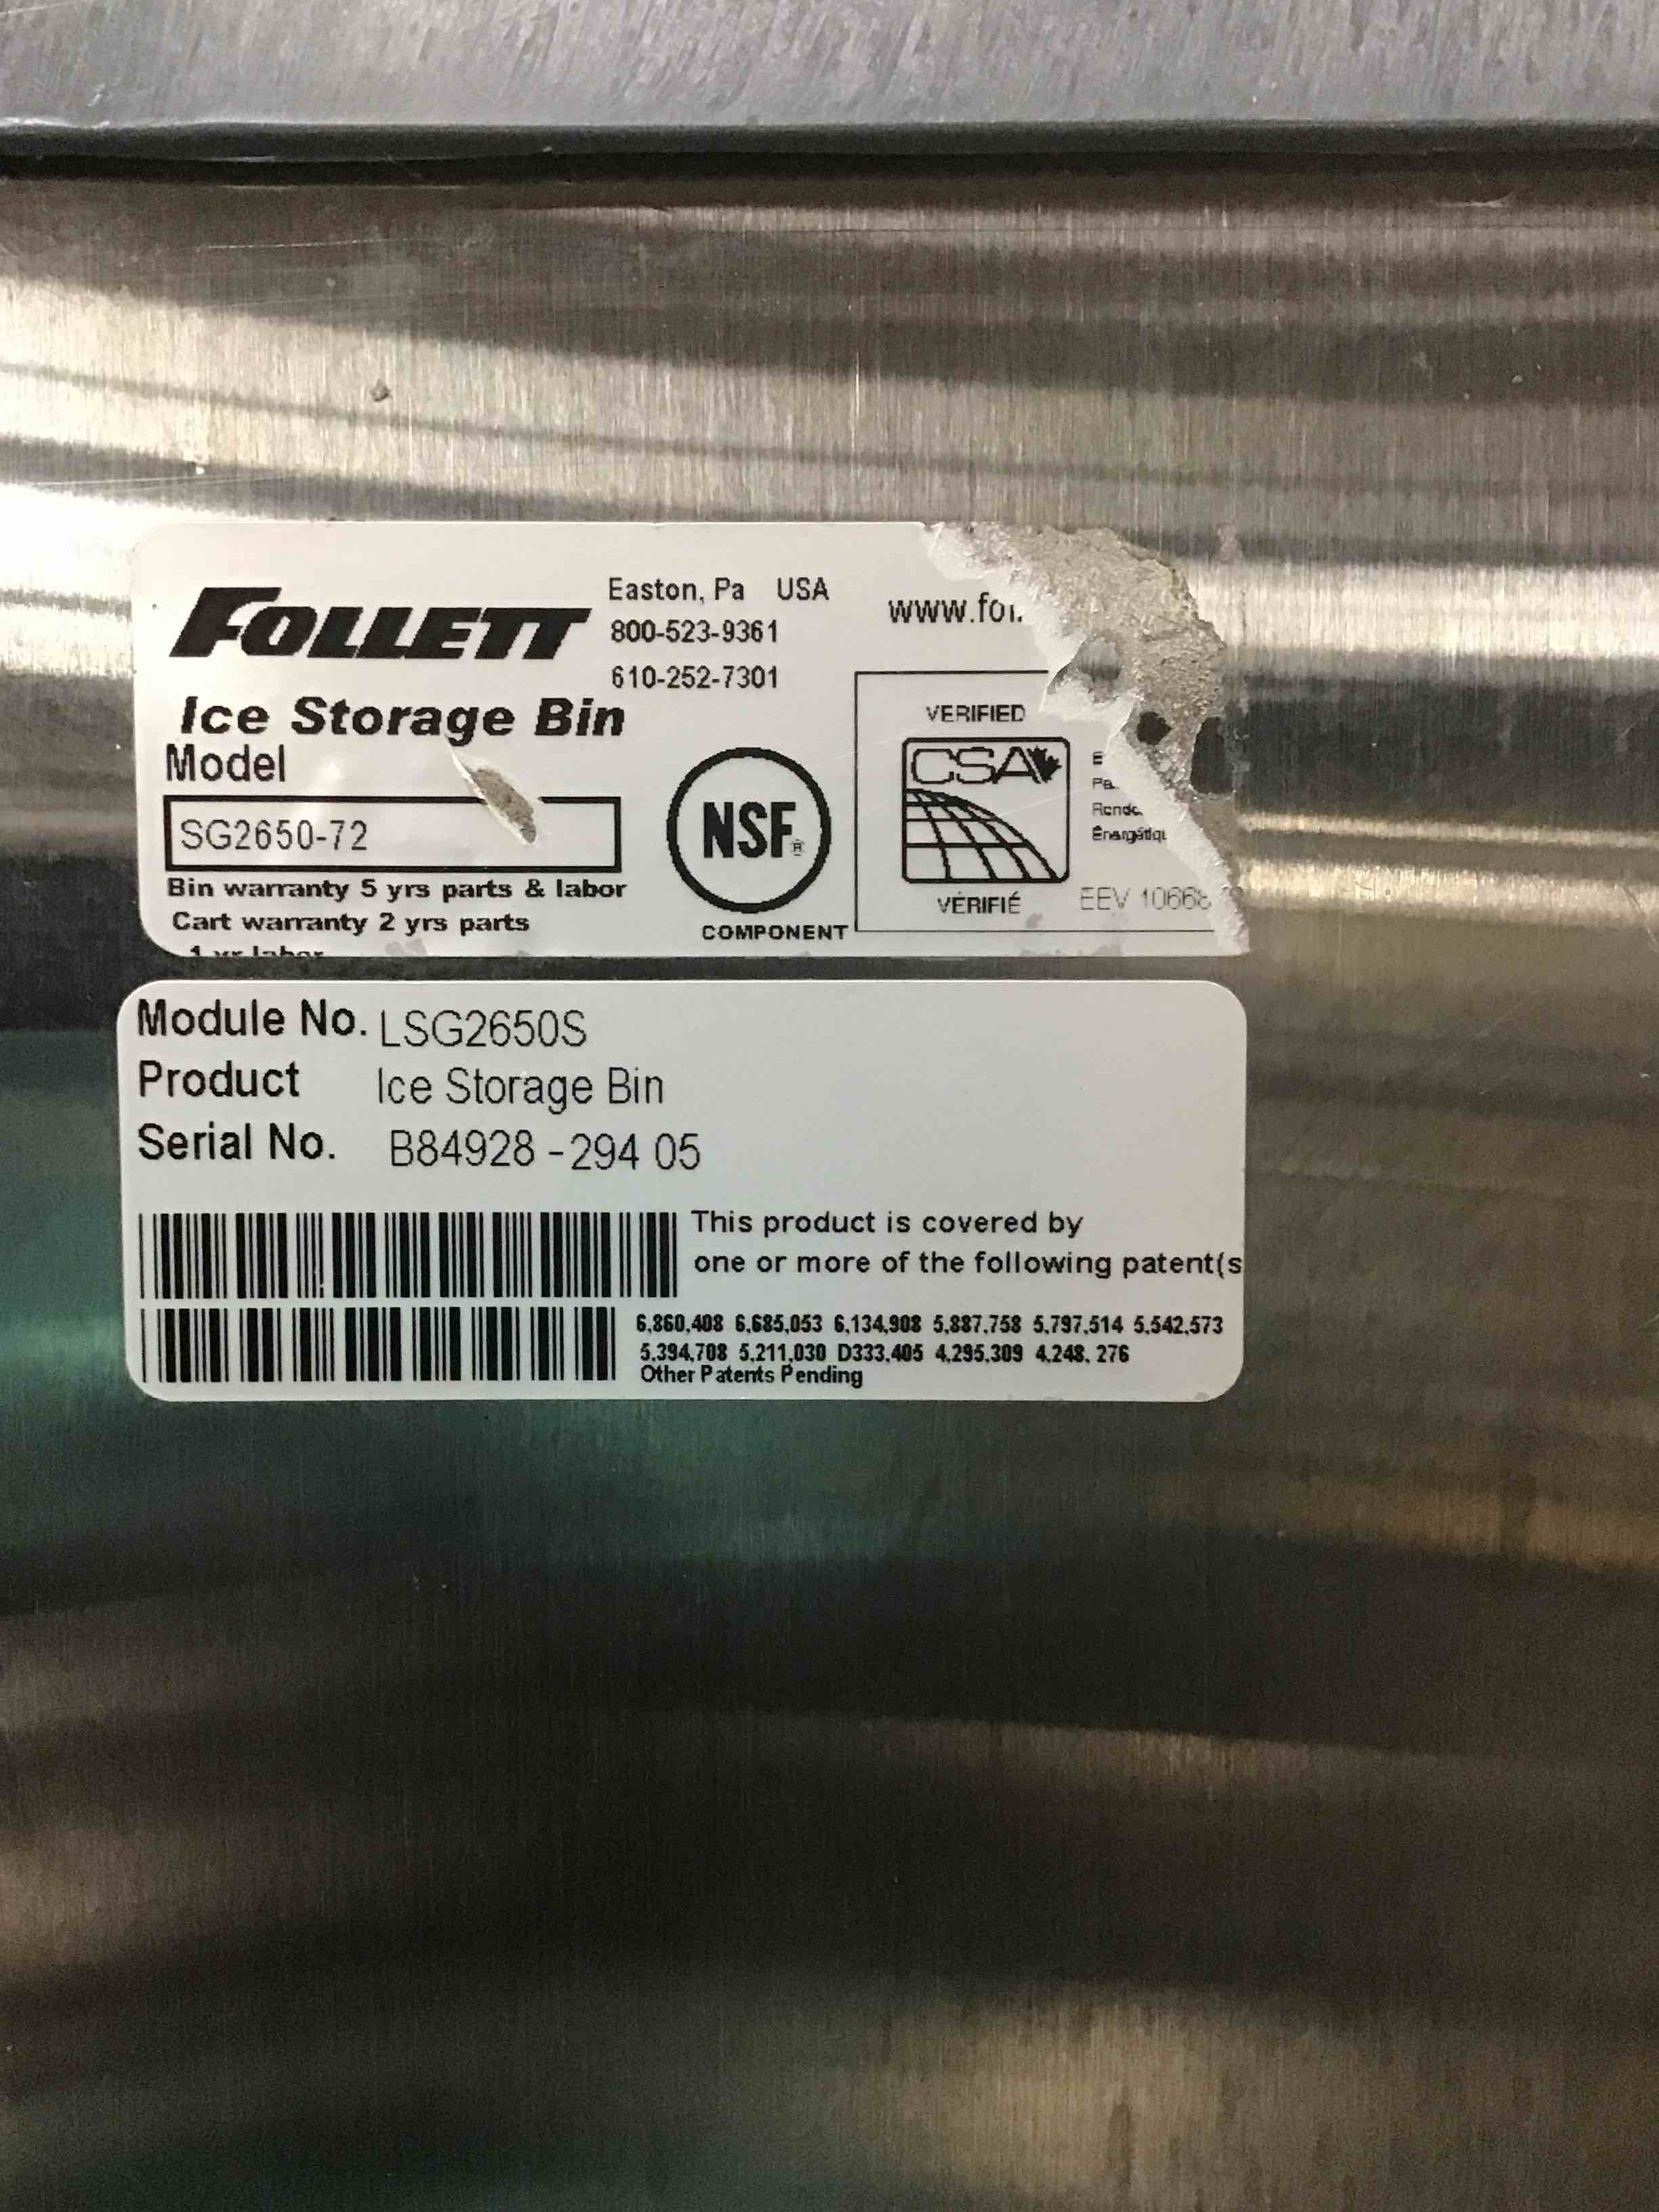 FOLLETT
Easton, Pa USA
800-523-9361
610-252-7301
Ice Storage Bin
Model
SG2650-72
Bin warranty 5 yrs parts & labor
Cart warranty 2 yrs parts
1 yr labor
NSF®
COMPONENT
VERIFIED
CSA
VÉRIFIÉ
EEV
Module No. LSG2650S
Product Ice Storage Bin
Serial No. B84928-294 05
This product is covered by
one or more of the following patent(s
6,860,408 6,685,053 6,134,908 5,887,758 5,797,514 5,542,573
5,394,708 5,211,030 D333,405 4,295,309 4,248, 276
Other Patents Pending